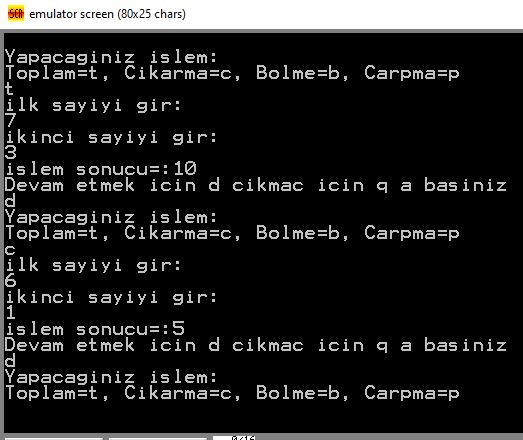 emulator screen (80x25 chars)
Yapacaginiz islem:
Toplam=t, Cikarma=c, Bolme=b, Carpma=p
t
ilk sayiyi gir:
7
ikinci sayiyi gir:
3
islem sonucu=:10
Devam etmek icin d cikmac icin q a basiniz
d
Yapacaginiz islem:
Toplam=t, Cikarma=c, Bolme=b, Carpma=p
c
ilk sayiyi gir:
6
ikinci sayiyi gir:
1
islem sonucu=:5
Devam etmek icin d cikmac icin q a basiniz
d
Yapacaginiz islem:
Toplam=t, Cikarma=c, Bolme=b, Carpma=p